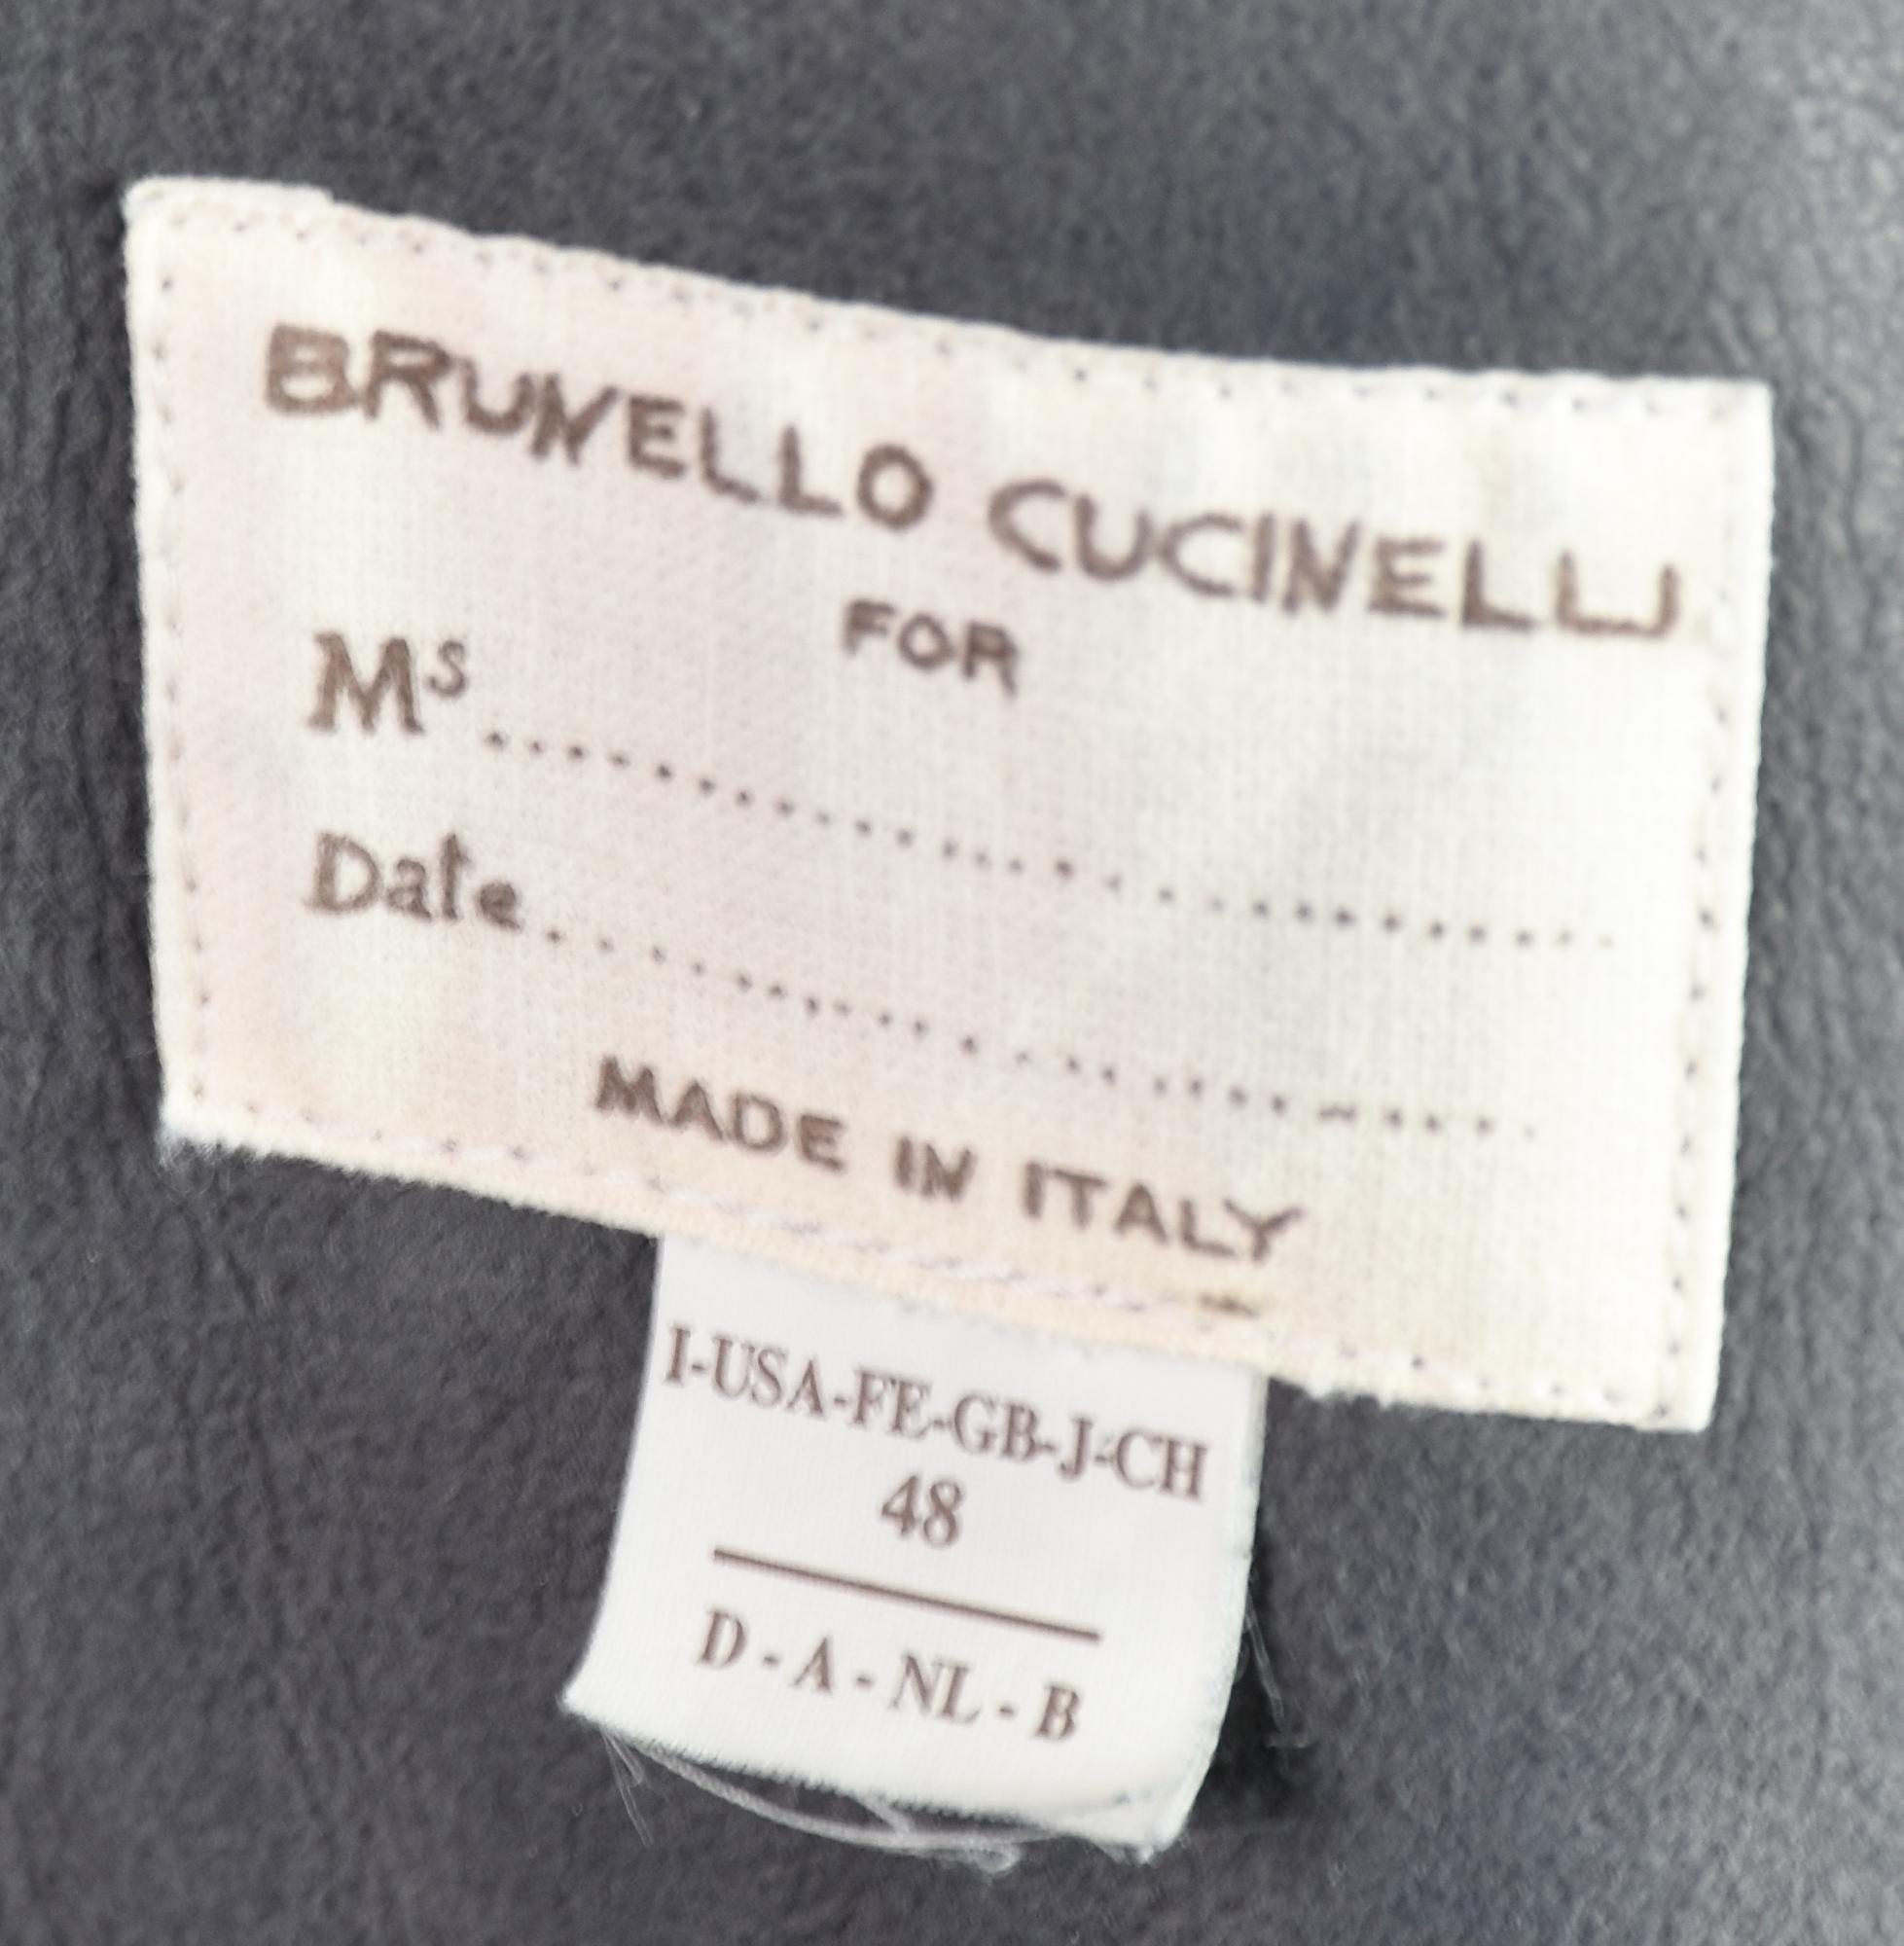 BRUNELLO CUCINELLI
FOR
Ms........................................
Date........................................
MADE IN ITALY
I-USA-FE-GB-J-CH
48
D - A - NL - B